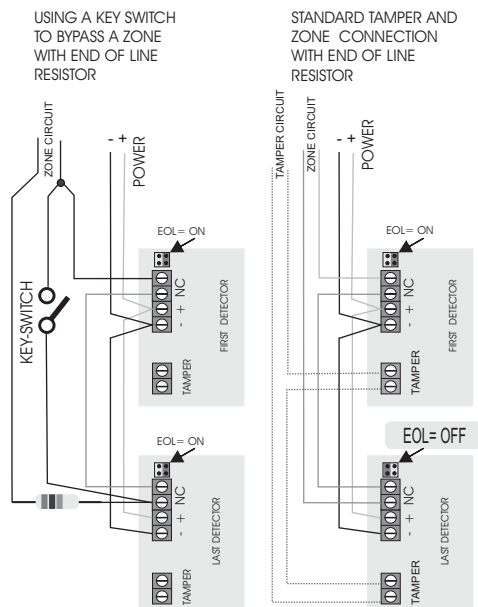 USING A KEY SWITCH
TO BYPASS A ZONE
WITH END OF LINE
RESISTOR
ZONE CIRCUIT
- +
POWER
EOL= ON
NC
+
-
FIRST DETECTOR
TAMPER
KEY-SWITCH
EOL= ON
NC
+
-
LAST DETECTOR
TAMPER
STANDARD TAMPER AND
ZONE CONNECTION
WITH END OF LINE
RESISTOR
TAMPER CIRCUIT
ZONE CIRCUIT
- +
POWER
EOL= ON
NC
+
-
FIRST DETECTOR
TAMPER
EOL= OFF
NC
+
-
LAST DETECTOR
TAMPER